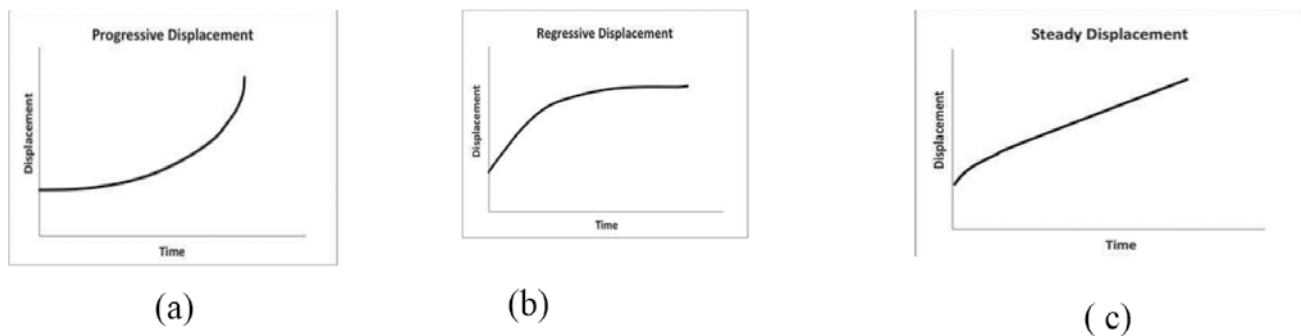 Progressive Displacement
Displacement
Time
(a)
Regressive Displacement
Displacement
Time
(b)
Steady Displacement
Displacement
Time
( c)